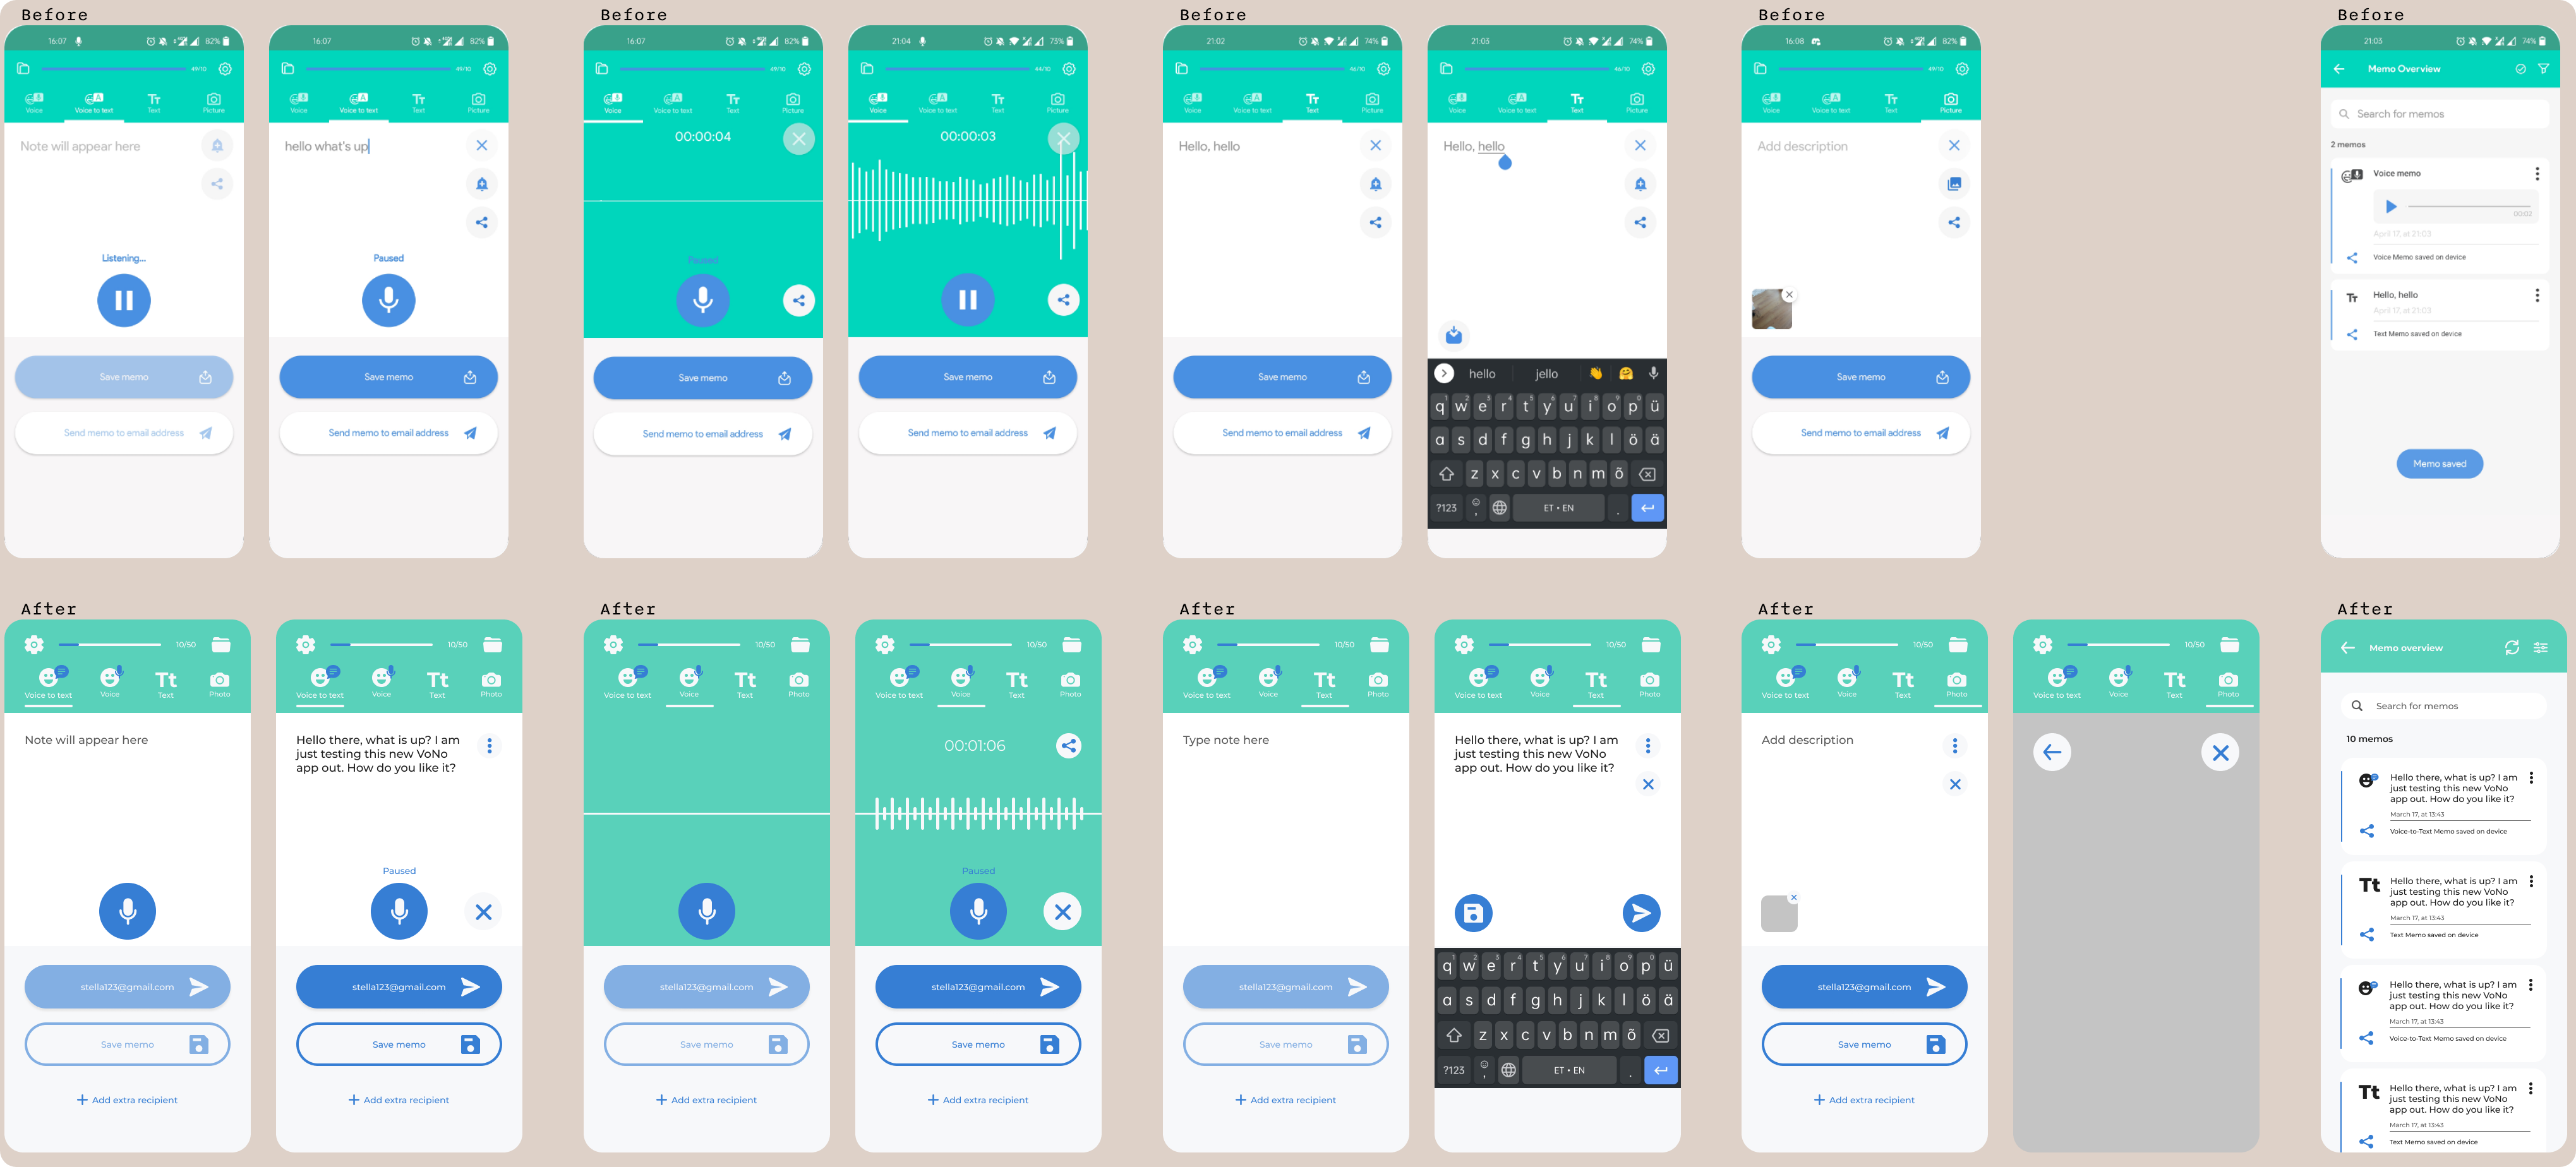 Before
16:07
82%
49/10
Voice
Voice to text
Text
Picture
Note will appear here
Listening...
Save memo
Send memo to email address
16:07
82%
49/10
Voice
Voice to text
Text
Picture
hello what's up
Paused
Save memo
Send memo to email address
Before
16:07
82%
49/10
Voice
Voice to text
Text
Picture
00:00:04
Paused
Save memo
Send memo to email address
21:04
73%
44/10
Voice
Voice to text
Text
Picture
00:00:03
Save memo
Send memo to email address
Before
21:02
74%
46/10
Voice
Voice to text
Text
Picture
Hello, hello
Save memo
Send memo to email address
21:03
74%
46/10
Voice
Voice to text
Text
Picture
Hello, hello
hello jello
q w e r t y u i o p ü
1 2 3 4 5 6 7 8 9 0
a s d f g h j k l ö ä
z x c v b n m õ
?123 , ET • EN .
Before
16:08
82%
49/10
Voice
Voice to text
Text
Picture
Add description
Save memo
Send memo to email address
Before
21:03
74%
Memo Overview
Search for memos
2 memos
Voice memo
00:02
April 17, at 21:03
Voice Memo saved on device
Tt Hello, hello
April 17, at 21:03
Text Memo saved on device
Memo saved
After
10/50
Voice to text
Voice
Tt
Text
Photo
Note will appear here
stella123@gmail.com
Save memo
+ Add extra recipient
10/50
Voice to text
Voice
Tt
Text
Photo
Hello there, what is up? I am
just testing this new VoNo
app out. How do you like it?
Paused
stella123@gmail.com
Save memo
+ Add extra recipient
After
10/50
Voice to text
Voice
Tt
Text
Photo
stella123@gmail.com
Save memo
+ Add extra recipient
10/50
Voice to text
Voice
Tt
Text
Photo
00:01:06
Paused
stella123@gmail.com
Save memo
+ Add extra recipient
After
10/50
Voice to text
Voice
Tt
Text
Photo
Type note here
stella123@gmail.com
Save memo
+ Add extra recipient
10/50
Voice to text
Voice
Tt
Text
Photo
Hello there, what is up? I am
just testing this new VoNo
app out. How do you like it?
q w e r t y u i o p ü
1 2 3 4 5 6 7 8 9 0
a s d f g h j k l ö ä
z x c v b n m õ
?123 , ET • EN .
After
10/50
Voice to text
Voice
Tt
Text
Photo
Add description
stella123@gmail.com
Save memo
+ Add extra recipient
10/50
Voice to text
Voice
Tt
Text
Photo
After
Memo overview
Search for memos
10 memos
Hello there, what is up? I am
just testing this new VoNo
app out. How do you like it?
March 17, at 13:43
Voice-to-Text Memo saved on device
Tt Hello there, what is up? I am
just testing this new VoNo
app out. How do you like it?
March 17, at 13:43
Text Memo saved on device
Hello there, what is up? I am
just testing this new VoNo
app out. How do you like it?
March 17, at 13:43
Voice-to-Text Memo saved on device
Tt Hello there, what is up? I am
just testing this new VoNo
app out. How do you like it?
March 17, at 13:43
Text Memo saved on device